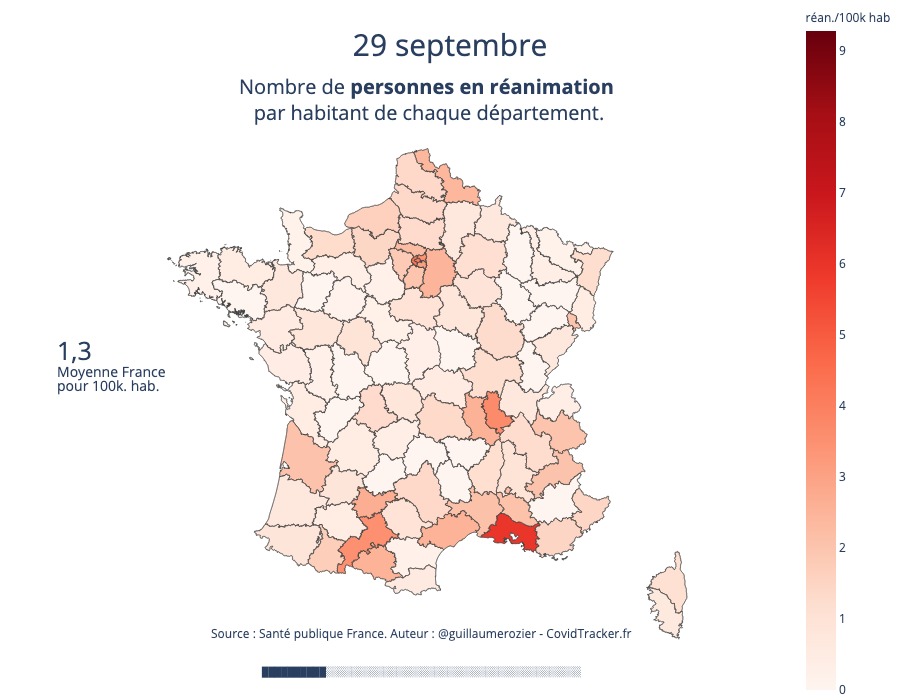 réan./100k hab
29 septembre
Nombre de personnes en réanimation
par habitant de chaque département.
9
8
7
6
5
4
3
2
1
0
1,3
Moyenne France
pour 100k. hab.
Source : Santé publique France. Auteur : @guillaumerozier - CovidTracker.fr